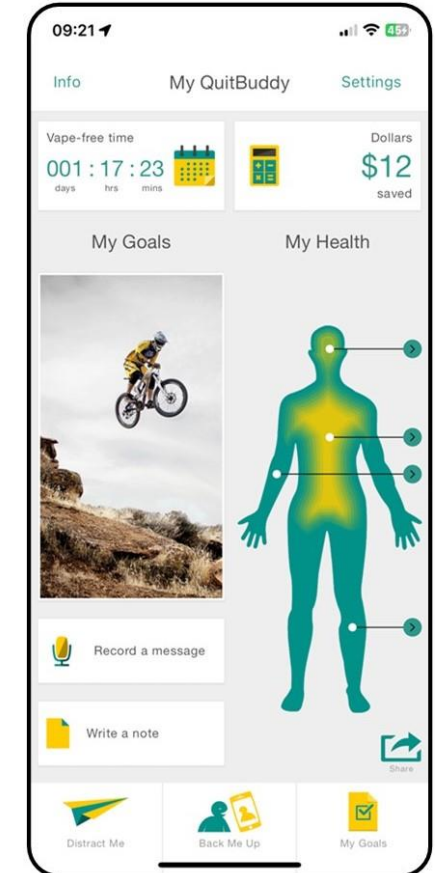 09:21
45
Info
My QuitBuddy
Settings
Vape-free time
001 : 17 : 23
days hrs mins
Dollars
$12
saved
My Goals
My Health
Record a message
Write a note
Share
Distract Me
Back Me Up
My Goals